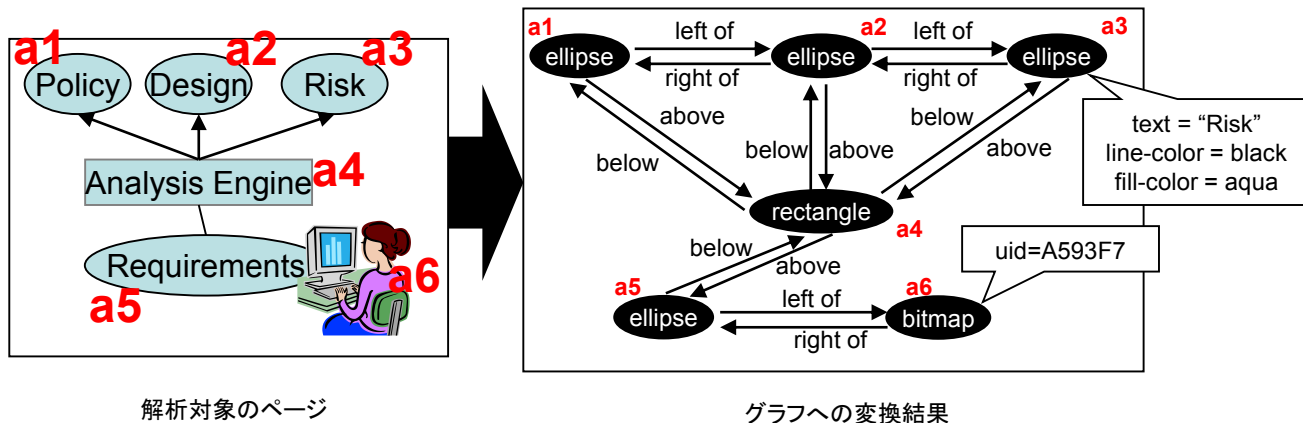 a1
a2
a3
Policy
Design
Risk
Analysis Engine
a4
Requirements
a5
a6
解析対象のページ
a1
a2
a3
ellipse
left of
right of
ellipse
left of
right of
ellipse
above
below
below
above
below
above
text = “Risk”
line-color = black
fill-color = aqua
rectangle
a4
below
above
uid=A593F7
a5
a6
ellipse
left of
right of
bitmap
グラフへの変換結果